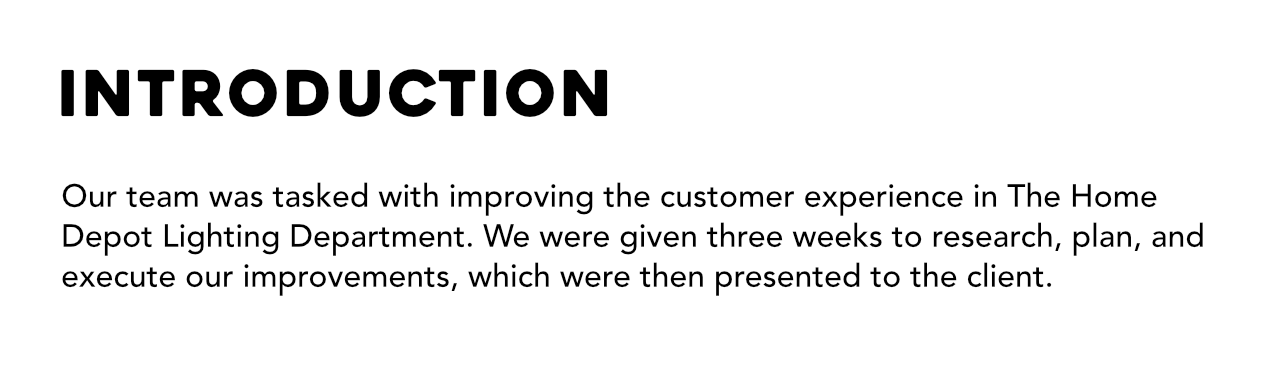 INTRODUCTION
Our team was tasked with improving the customer experience in The Home
Depot Lighting Department. We were given three weeks to research, plan, and
execute our improvements, which were then presented to the client.